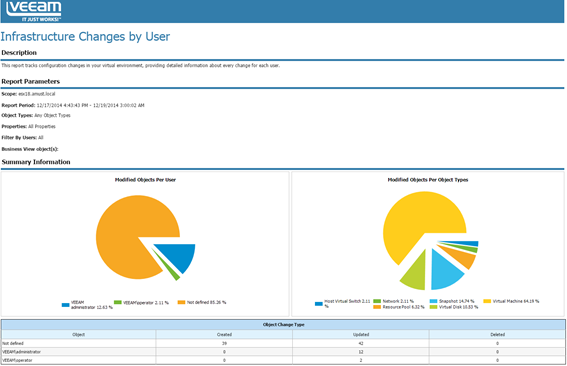 veeam
IT JUST WORKS!™
Infrastructure Changes by User
Description
This report tracks configuration changes in your virtual environment, providing detailed information about every change for each user.
Report Parameters
Scope: esx18.amust.local
Report Period: 12/17/2014 4:43:43 PM - 12/19/2014 3:00:02 AM
Object Types: Any Object Types
Properties: All Properties
Filter By Users: All
Business View object(s):
Summary Information
Modified Objects Per User
VEEAM\administrator 12.63 %
VEEAM\operator 2.11 %
Not defined 85.26 %
Modified Objects Per Object Types
Host Virtual Switch 2.11 %
Network 2.11 %
Snapshot 14.74 %
Virtual Machine 64.19 %
Resource Pool 6.32 %
Virtual Disk 10.53 %
Object Change Type
Object Created Updated Deleted
Not defined 39 42 0
VEEAM\administrator 0 12 0
VEEAM\operator 0 2 0